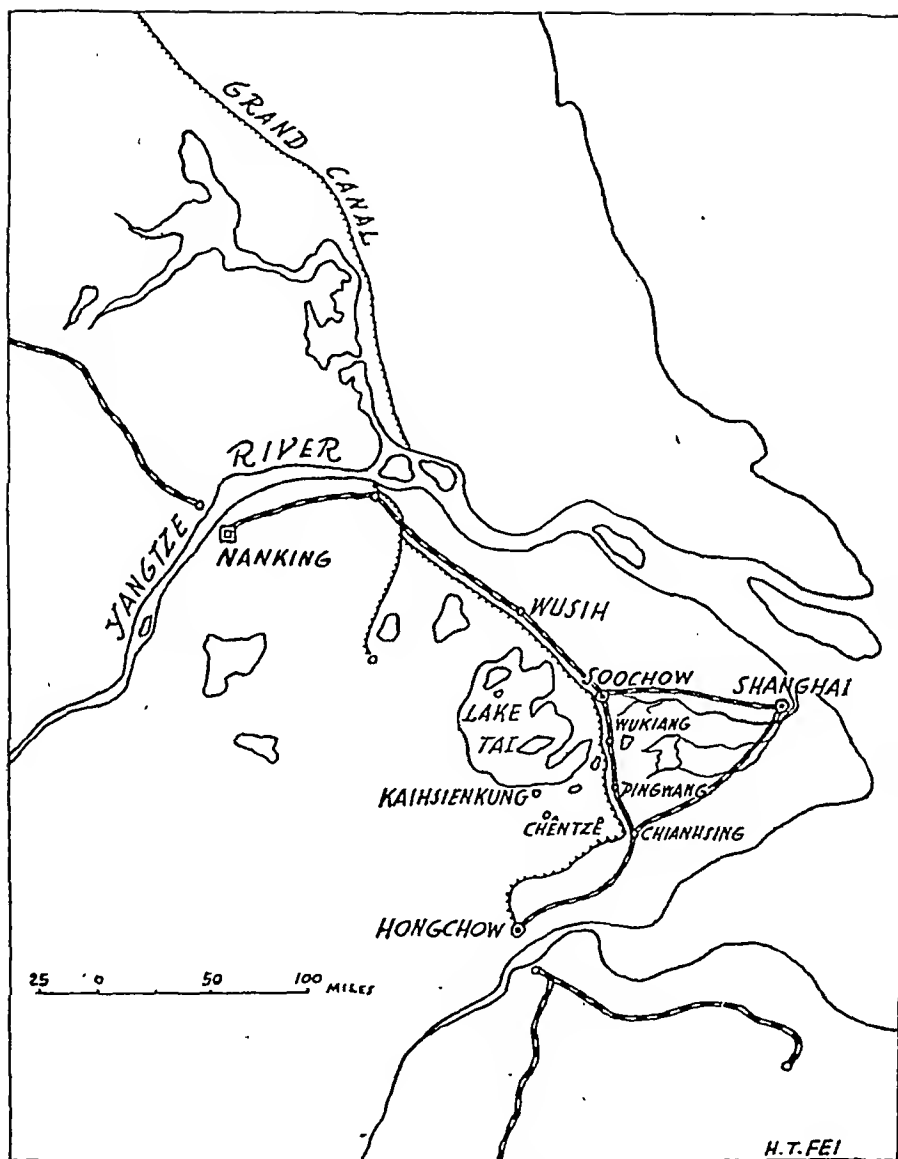 GRAND CANAL
YANGTZE RIVER
NANKING
WUSIH
SOOCHOW
SHANGHAI
LAKE
TAI
WUKIANG
KAIHSIENKUNG
PINGWANG
CHÊNTZÊ
CHIANHSING
HONGCHOW
25 0 50 100 MILES
H.T. FEI